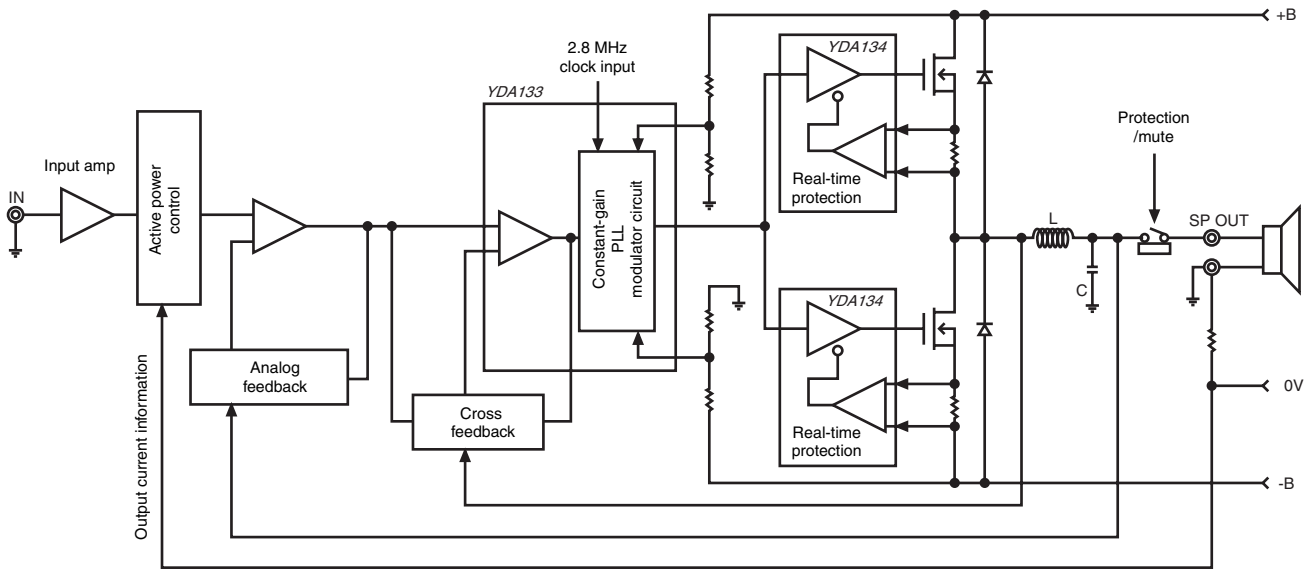 +B
YDA134
2.8 MHz
clock input
YDA133
Protection
/mute
Input amp
IN
Active power
control
Constant-gain
PLL
modulator circuit
Real-time
protection
L
SP OUT
C
YDA134
Analog
feedback
0V
Cross
feedback
Real-time
protection
Output current information
-B